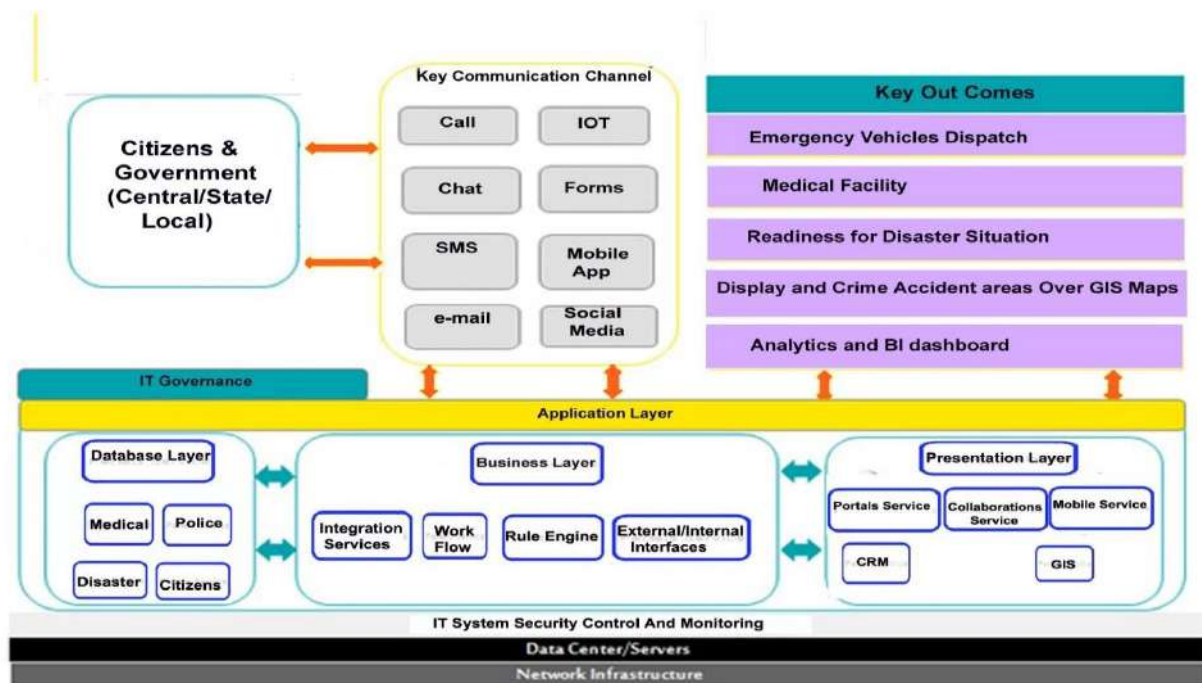 Key Communication Channel
Call
IOT
Chat
Forms
SMS
Mobile
App
e-mail
Social
Media
Citizens &
Government
(Central/State/
Local)
Key Out Comes
Emergency Vehicles Dispatch
Medical Facility
Readiness for Disaster Situation
Display and Crime Accident areas Over GIS Maps
Analytics and BI dashboard
IT Governance
Application Layer
Database Layer
Medical
Police
Disaster
Citizens
Business Layer
Integration
Services
Work
Flow
Rule Engine
External/Internal
Interfaces
Presentation Layer
Portals Service
Collaborations
Service
Mobile Service
CRM
GIS
IT System Security Control And Monitoring
Data Center/Servers
Network Infrastructure